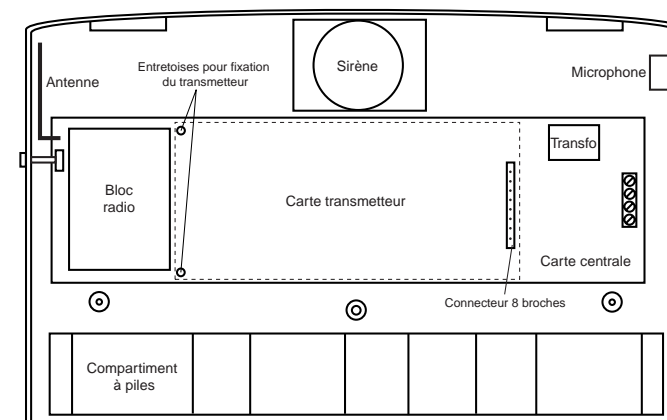 Sirène
Entretoises pour fixation
du transmetteur
Antenne
Microphone
Transfo
Bloc
radio
Carte transmetteur
Carte centrale
Connecteur 8 broches
Compartiment
à piles